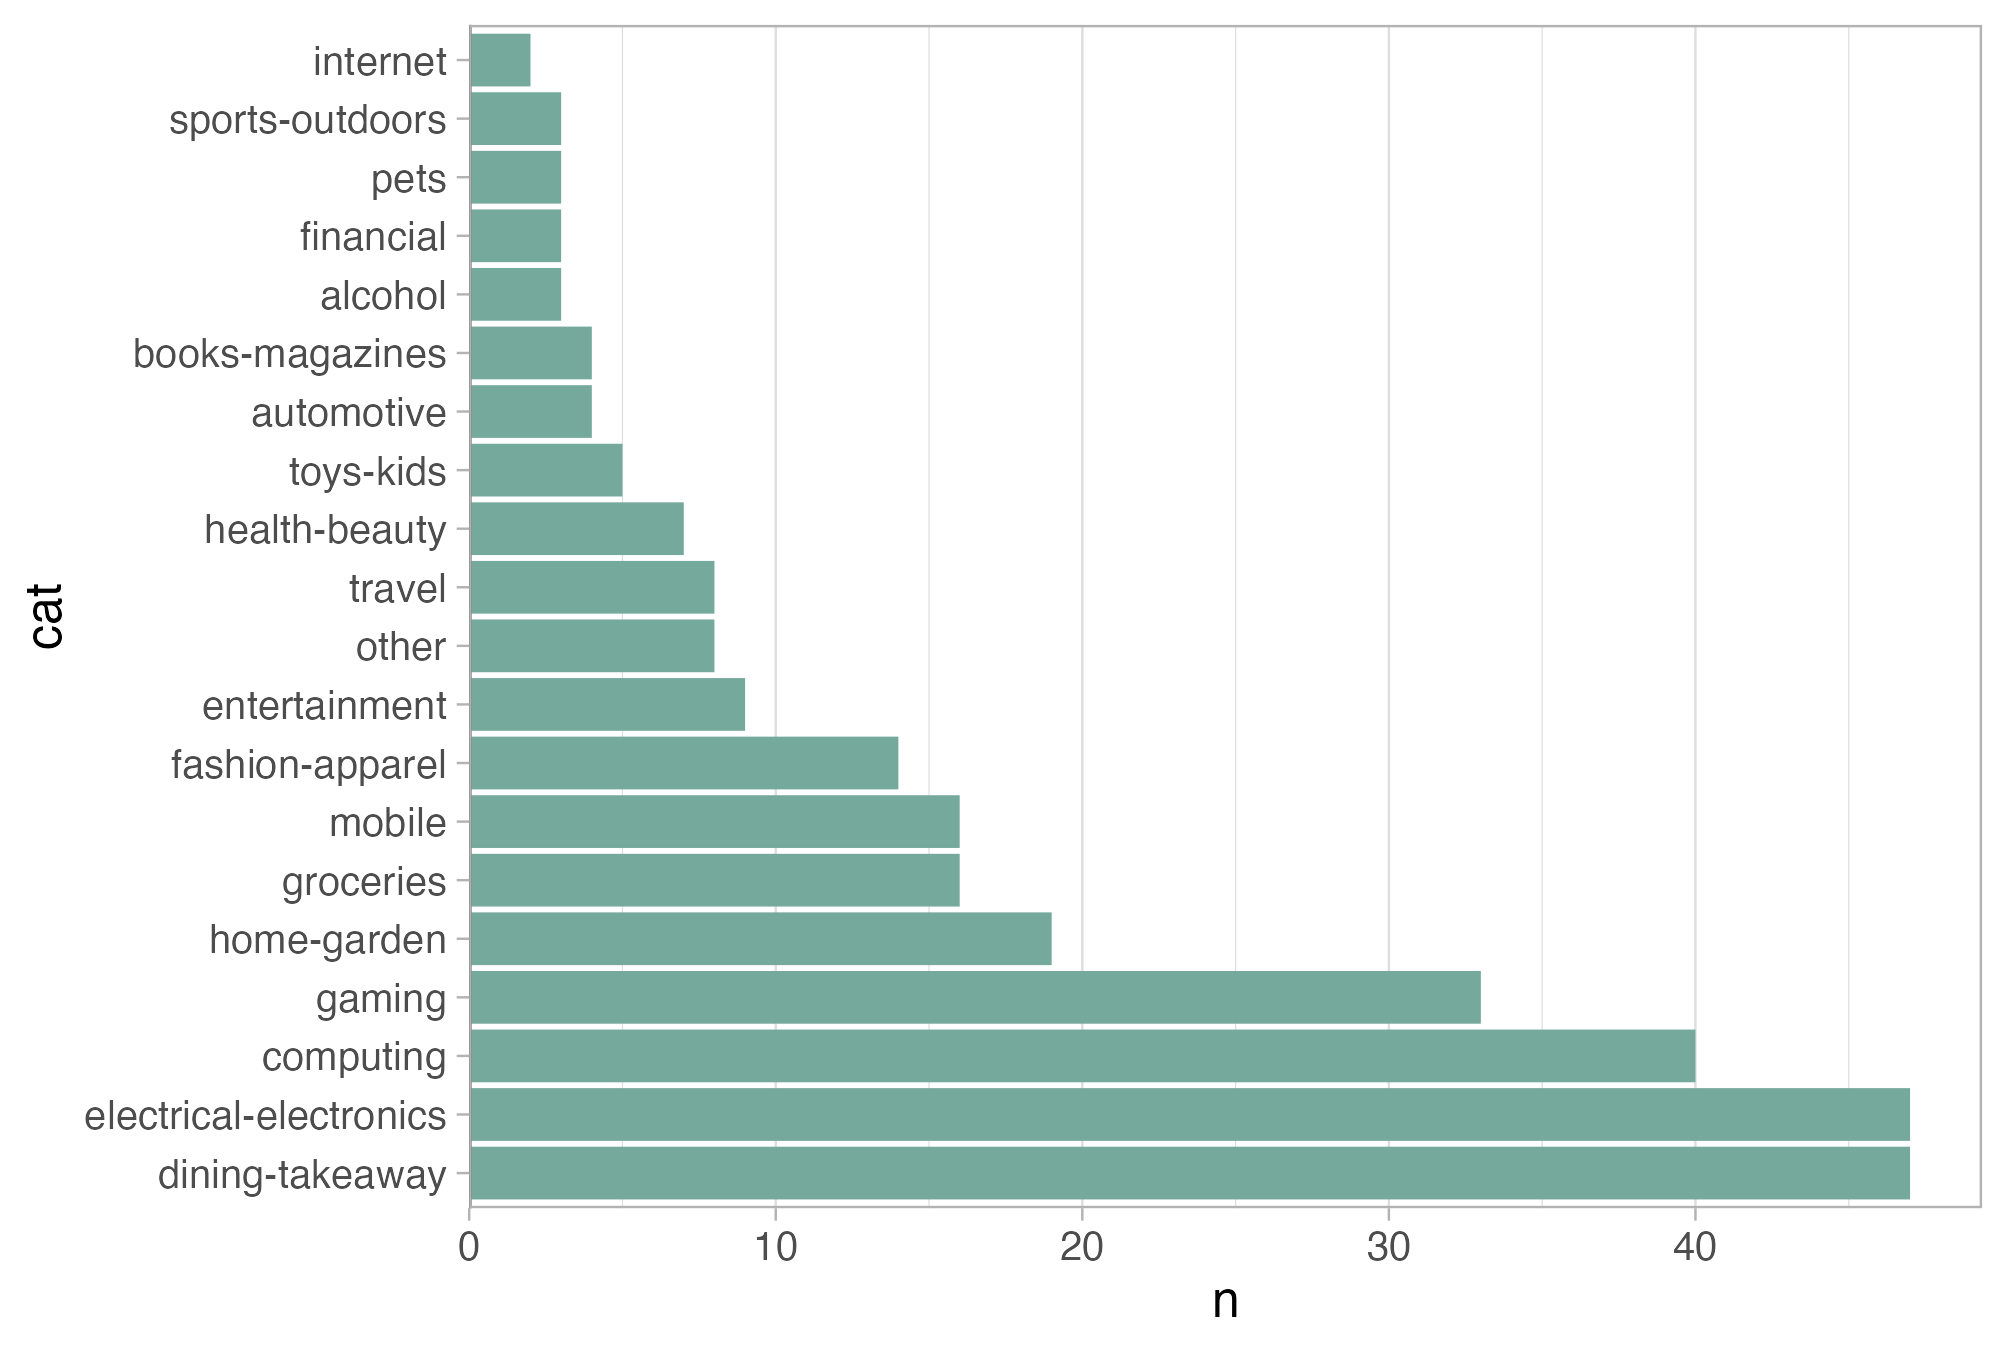 internet
sports-outdoors
pets
financial
alcohol
books-magazines
automotive
toys-kids
health-beauty
travel
other
entertainment
fashion-apparel
mobile
groceries
home-garden
gaming
computing
electrical-electronics
dining-takeaway
cat
0 10 20 30 40
n